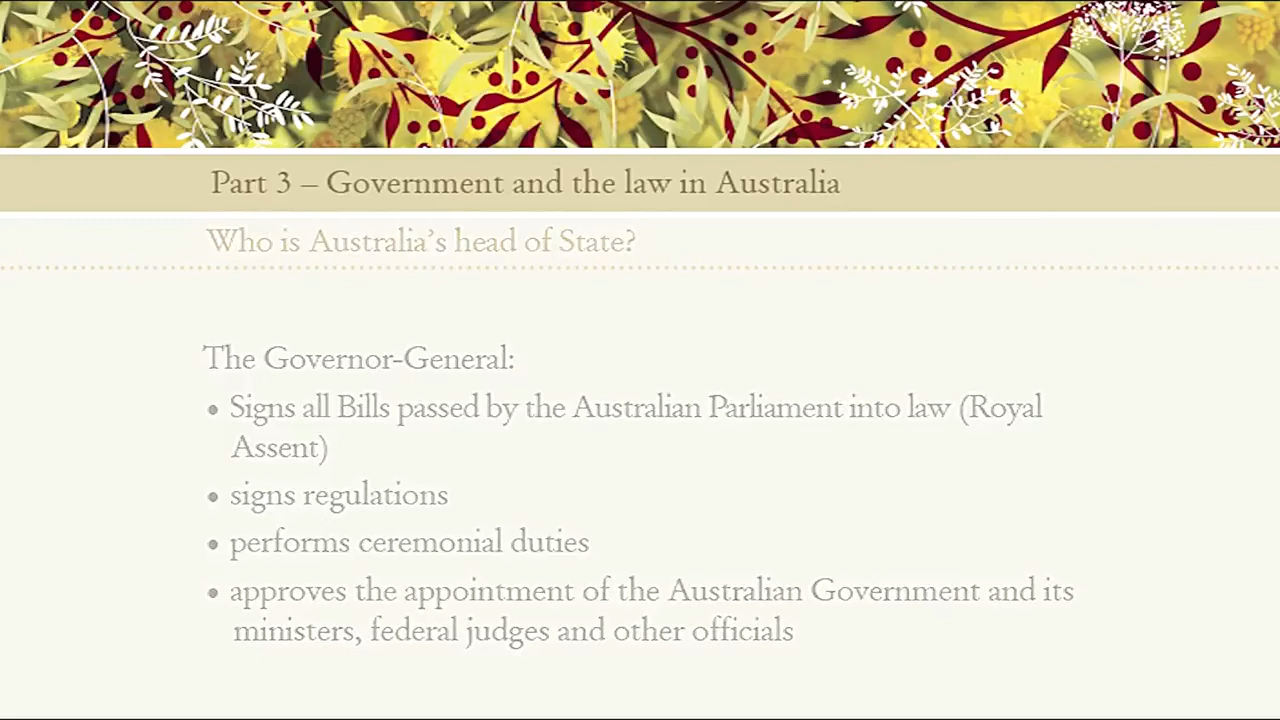 Part 3 – Government and the law in Australia
Who is Australia's head of State?
The Governor-General:
• Signs all Bills passed by the Australian Parliament into law (Royal
Assent)
• signs regulations
• performs ceremonial duties
• approves the appointment of the Australian Government and its
ministers, federal judges and other officials